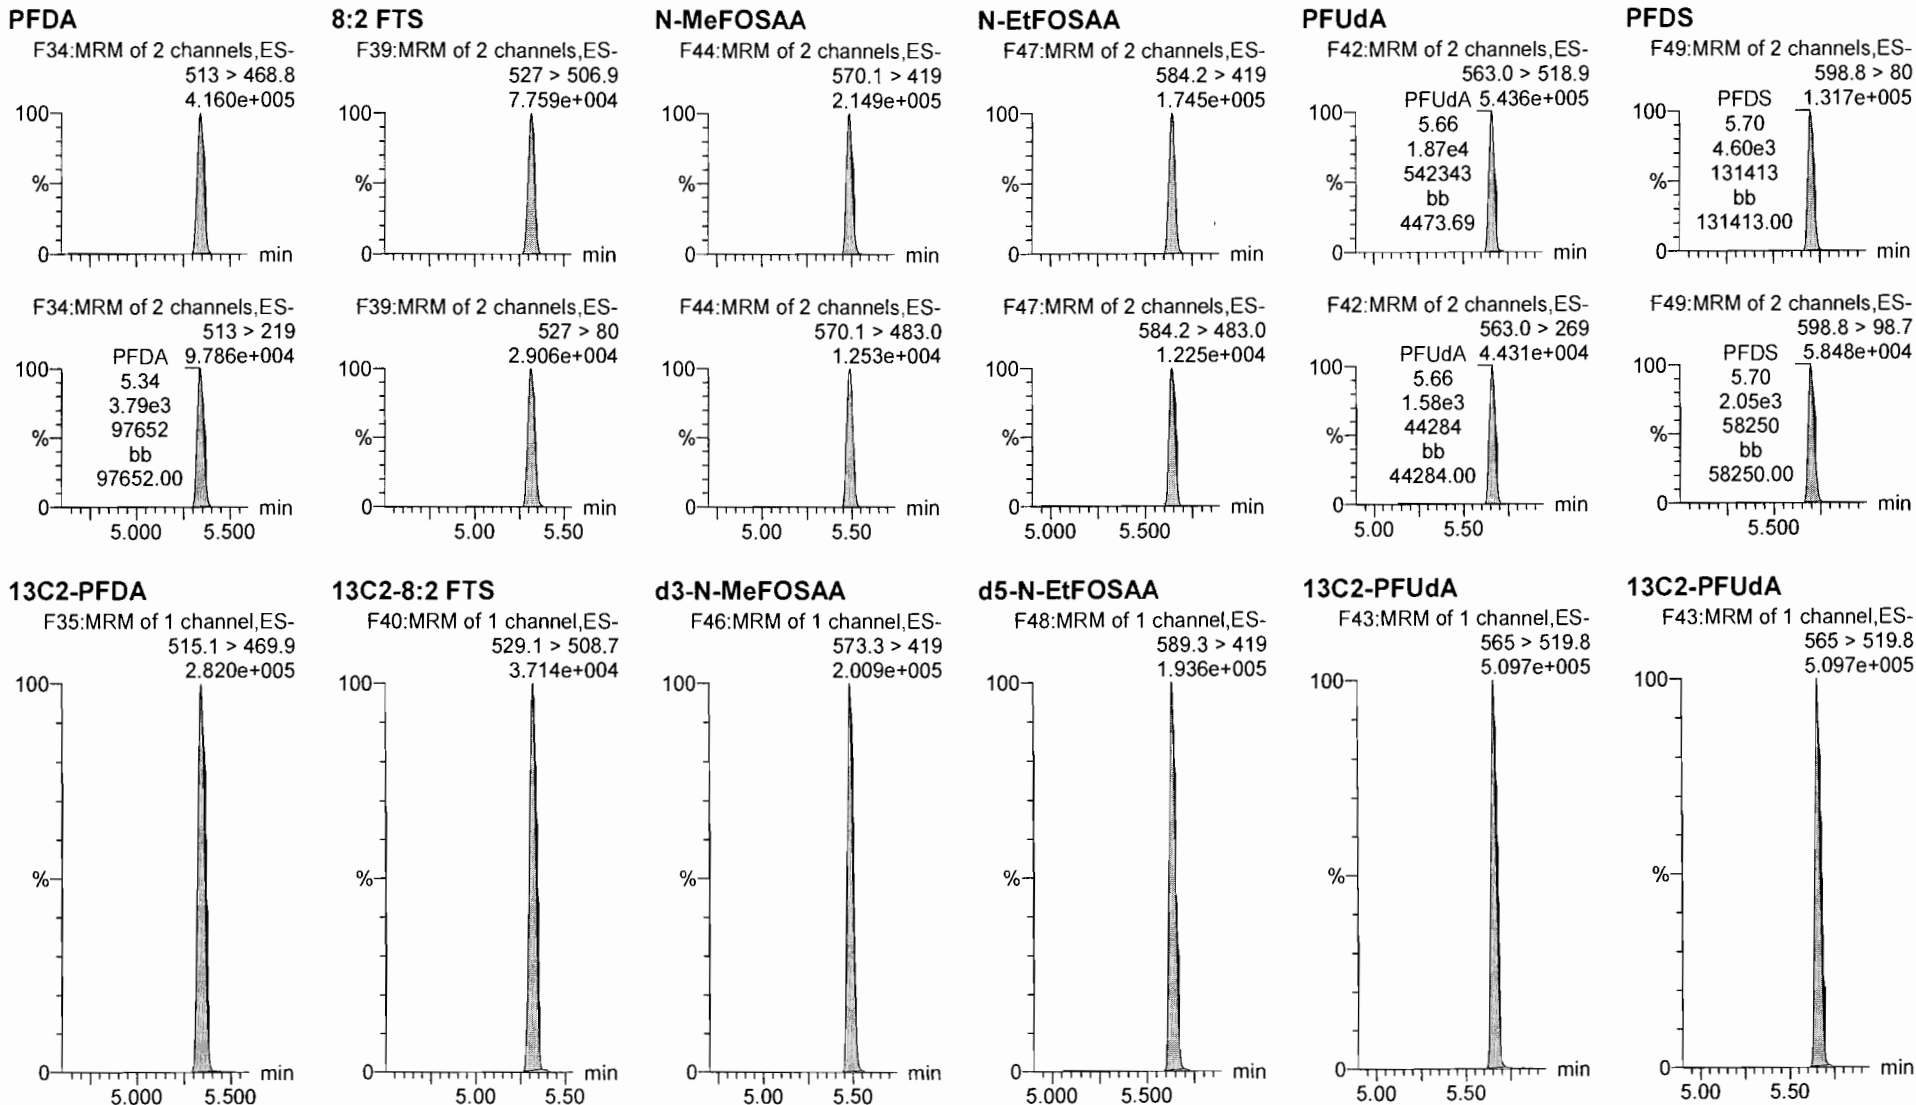 PFDA
F34:MRM of 2 channels,ES-
513 > 468.8
4.160e+005
100
%
0
min
F34:MRM of 2 channels,ES-
513 > 219
PFDA 9.786e+004
100
5.34
3.79e3
97652
%
bb
97652.00
0
min
5.000 5.500
8:2 FTS
F39:MRM of 2 channels,ES-
527 > 506.9
7.759e+004
100
%
0
min
F39:MRM of 2 channels,ES-
527 > 80
2.906e+004
100
%
0
min
5.00 5.50
N-MeFOSAA
F44:MRM of 2 channels,ES-
570.1 > 419
2.149e+005
100
%
0
min
F44:MRM of 2 channels,ES-
570.1 > 483.0
1.253e+004
100
%
0
min
5.00 5.50
N-EtFOSAA
F47:MRM of 2 channels,ES-
584.2 > 419
1.745e+005
100
%
0
min
F47:MRM of 2 channels,ES-
584.2 > 483.0
1.225e+004
100
%
0
min
5.000 5.500
PFUdA
F42:MRM of 2 channels,ES-
563.0 > 518.9
PFUdA 5.436e+005
100
5.66
1.87e4
542343
%
bb
4473.69
0
min
F42:MRM of 2 channels,ES-
563.0 > 269
PFUdA 4.431e+004
100
5.66
1.58e3
44284
%
bb
44284.00
0
min
5.00 5.50
PFDS
F49:MRM of 2 channels,ES-
598.8 > 80
PFDS 1.317e+005
100
5.70
4.60e3
131413
%
bb
131413.00
0
min
F49:MRM of 2 channels,ES-
598.8 > 98.7
PFDS 5.848e+004
100
5.70
2.05e3
58250
%
bb
58250.00
0
min
5.500
13C2-PFDA
F35:MRM of 1 channel,ES-
515.1 > 469.9
2.820e+005
100
%
0
min
5.000 5.500
13C2-8:2 FTS
F40:MRM of 1 channel,ES-
529.1 > 508.7
3.714e+004
100
%
0
min
5.00 5.50
d3-N-MeFOSAA
F46:MRM of 1 channel,ES-
573.3 > 419
2.009e+005
100
%
0
min
5.00 5.50
d5-N-EtFOSAA
F48:MRM of 1 channel,ES-
589.3 > 419
1.936e+005
100
%
0
min
5.000 5.500
13C2-PFUdA
F43:MRM of 1 channel,ES-
565 > 519.8
5.097e+005
100
%
0
min
5.00 5.50
13C2-PFUdA
F43:MRM of 1 channel,ES-
565 > 519.8
5.097e+005
100
%
0
min
5.00 5.50